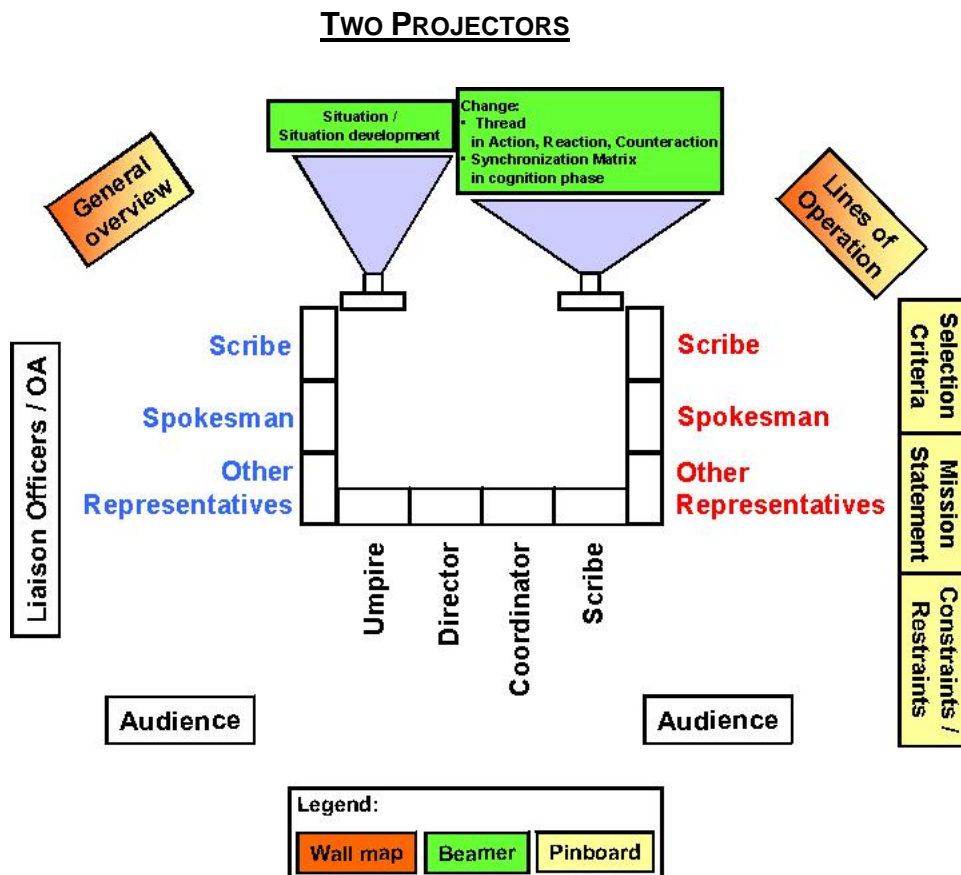 TWO PROJECTORS
Situation /
Situation development
Change:
• Thread
in Action, Reaction, Counteraction
• Synchronization Matrix
in cognition phase
General
overview
Lines of
Operation
Liaison Officers / OA
Scribe
Spokesman
Other
Representatives
Scribe
Spokesman
Other
Representatives
Selection
Criteria
Mission
Statement
Constraints /
Restraints
Umpire
Director
Coordinator
Scribe
Audience
Audience
Legend:
Wall map
Beamer
Pinboard